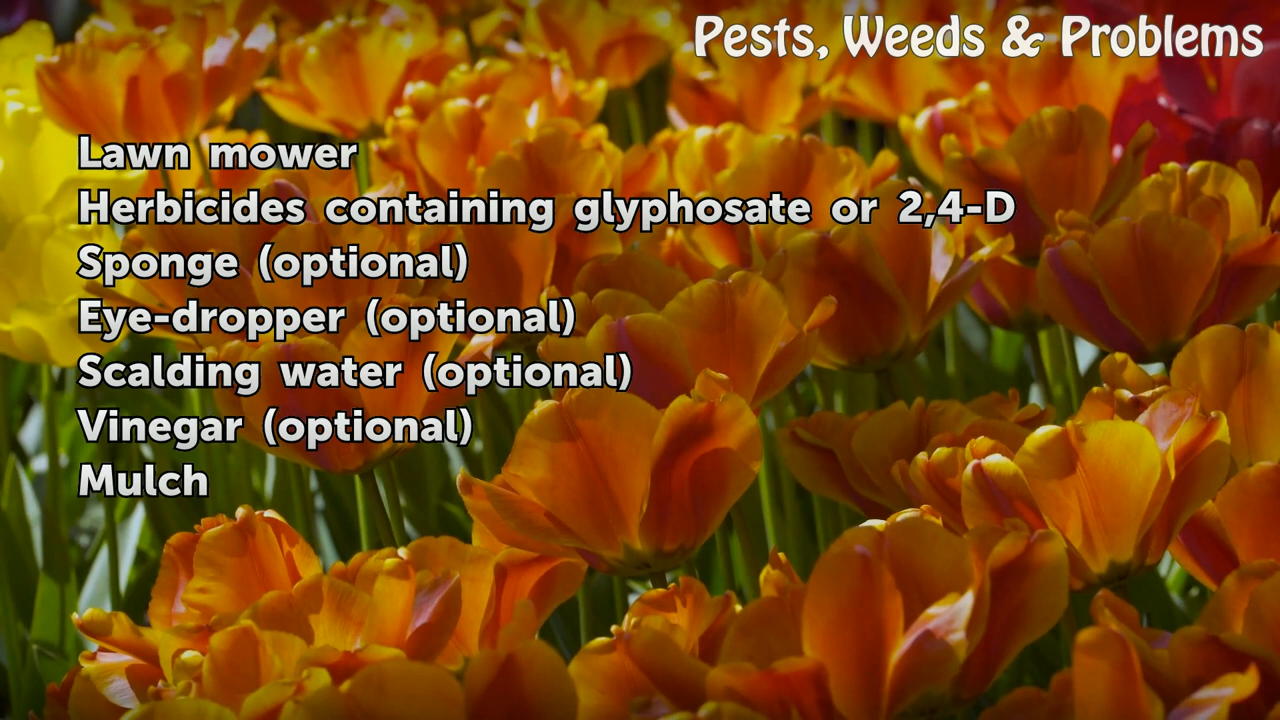 Pests, Weeds & Problems
Lawn mower
Herbicides containing glyphosate or 2,4-D
Sponge (optional)
Eye-dropper (optional)
Scalding water (optional)
Vinegar (optional)
Mulch